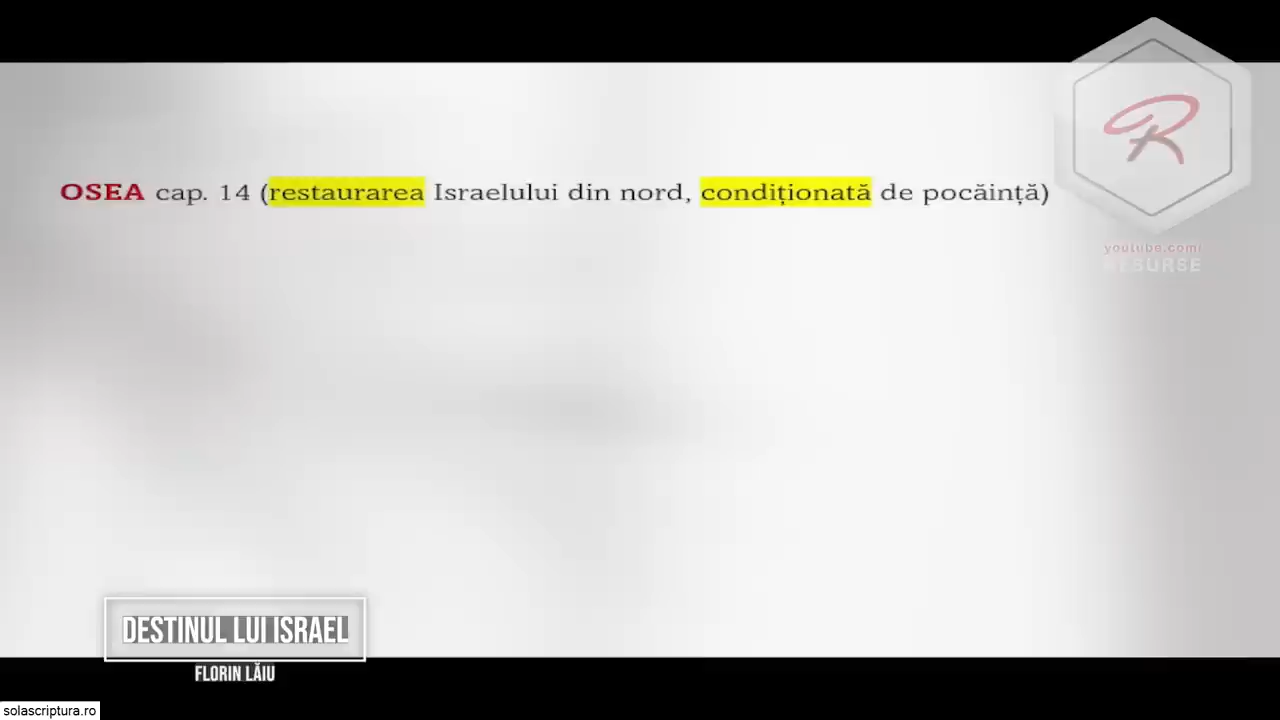 OSEA cap. 14 (restaurarea Israelului din nord, condiționată de pocăință)
youtube.com/
RESURSE
DESTINUL LUI ISRAEL
FLORIN LĂIU
solascriptura.ro